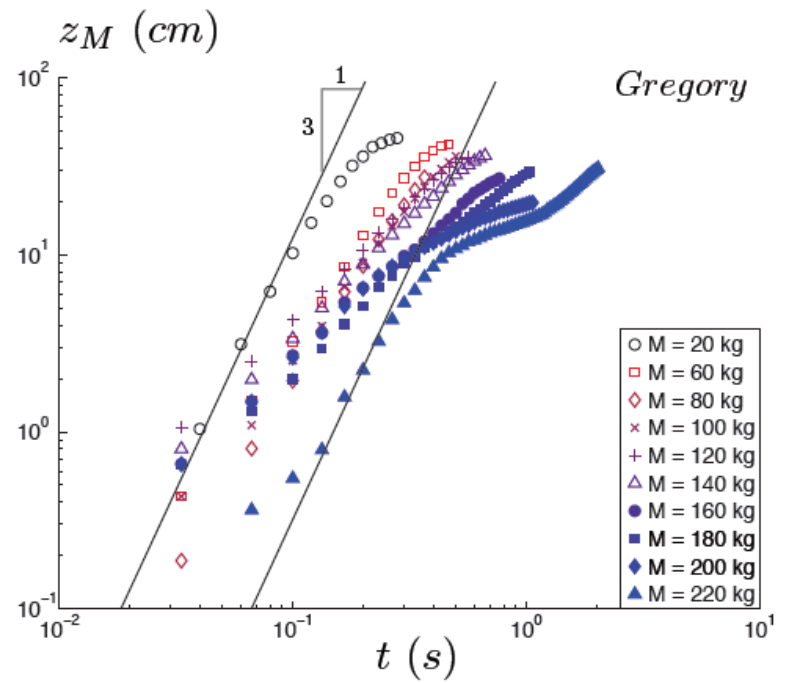 z_M (cm)
Gregory
10^2
10^1
10^0
10^-1
1
3
M = 20 kg
M = 60 kg
M = 80 kg
M = 100 kg
M = 120 kg
M = 140 kg
M = 160 kg
M = 180 kg
M = 200 kg
M = 220 kg
10^-2
10^-1
10^0
10^1
t (s)